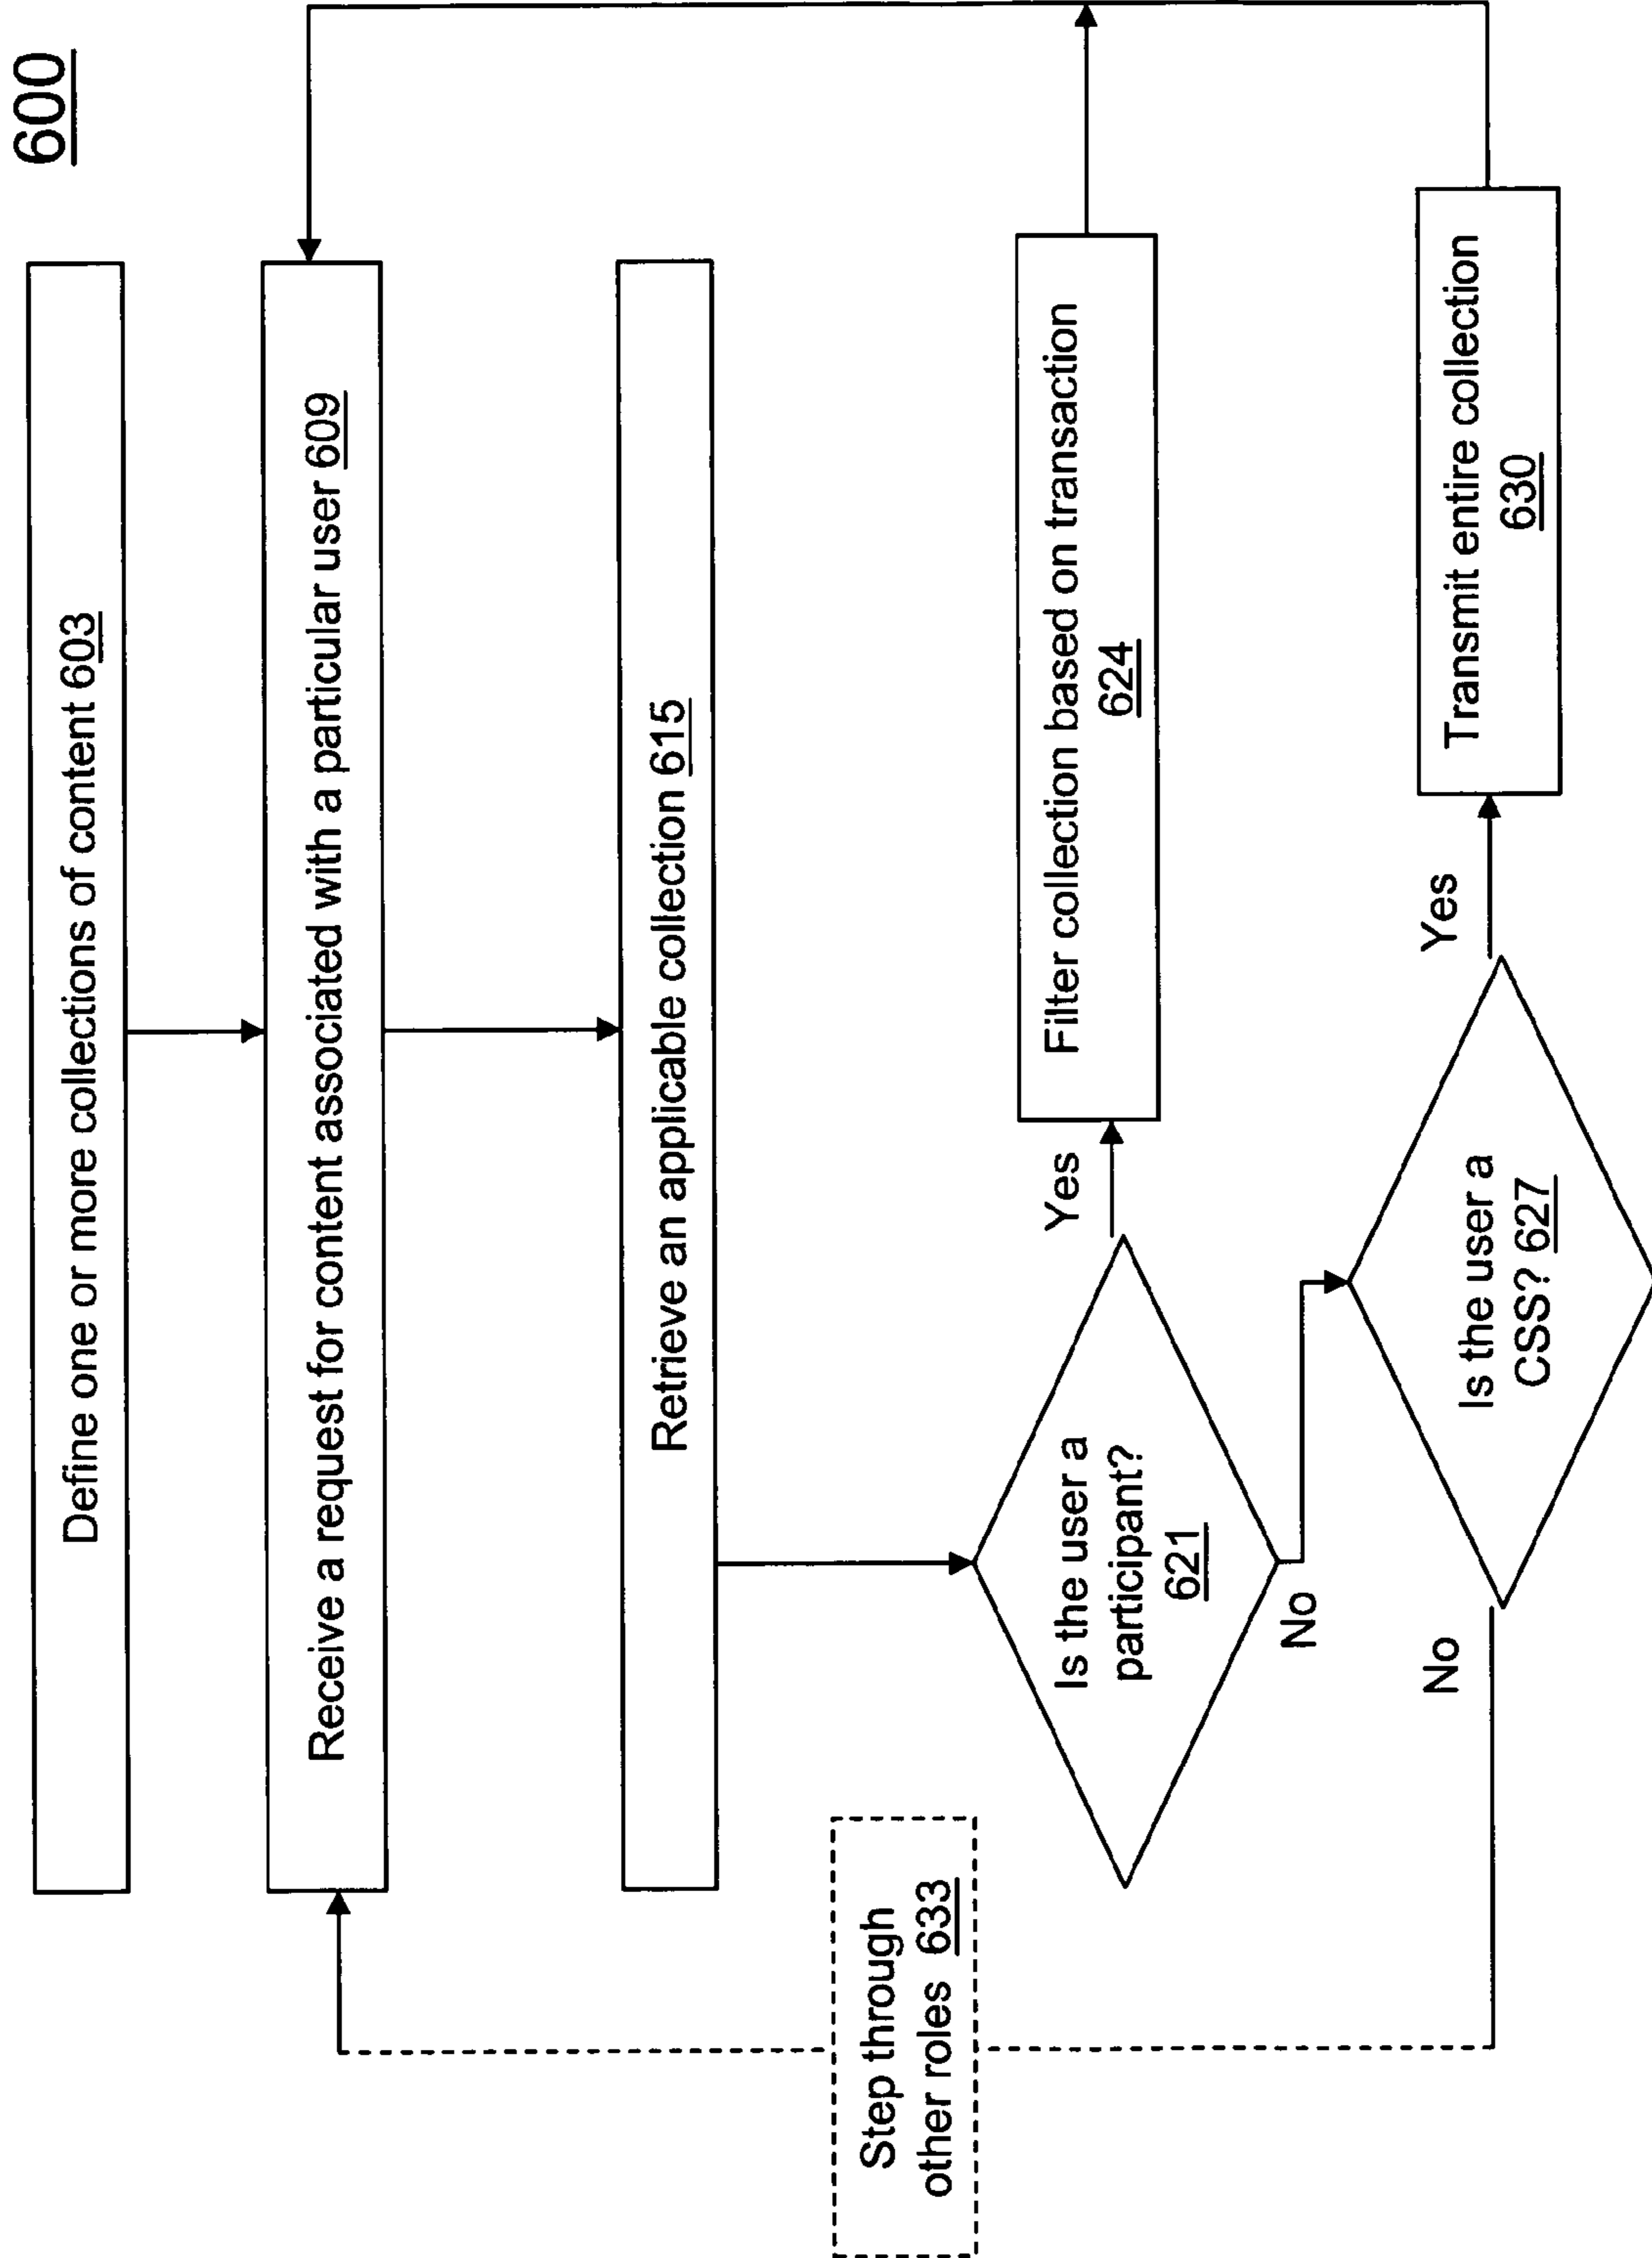 600
Define one or more collections of content 603
Receive a request for content associated with a particular user 609
Retrieve an applicable collection 615
Is the user a
participant?
621
Yes
Filter collection based on transaction
624
No
Is the user a
CSS? 627
Yes
Transmit entire collection
630
No
Step through
other roles 633